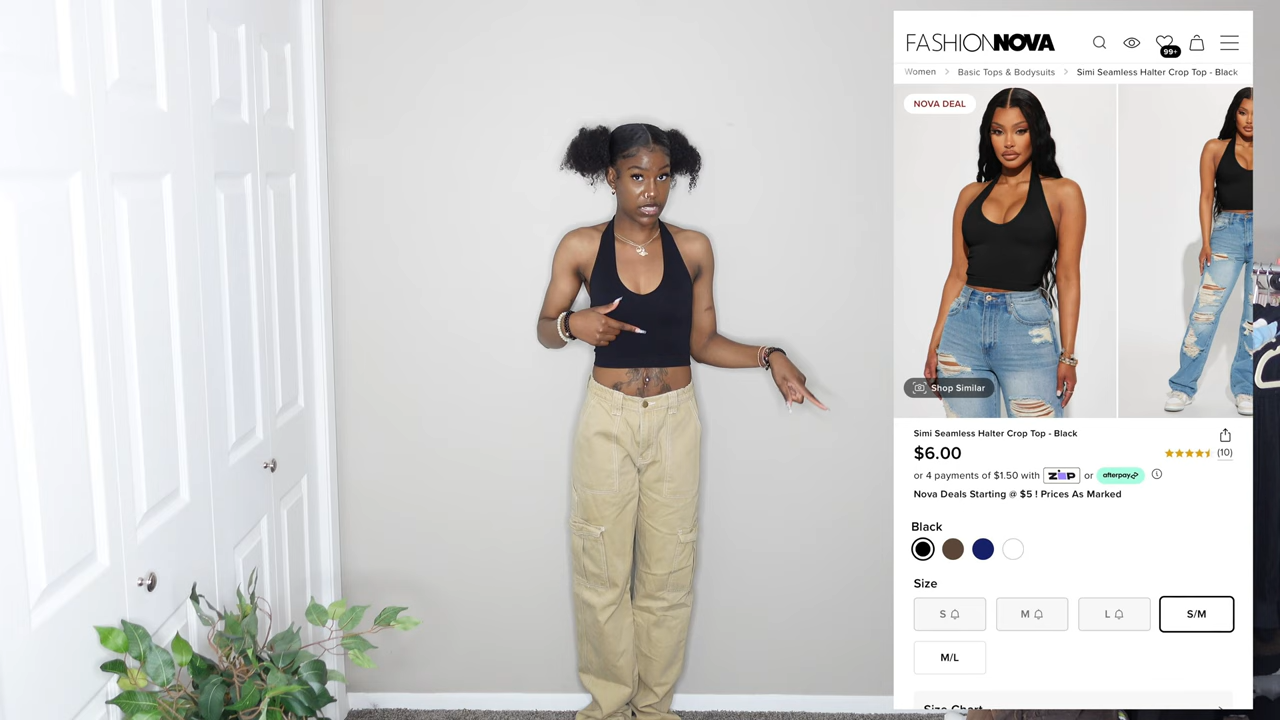 FASHIONNOVA
99+
Women > Basic Tops & Bodysuits > Simi Seamless Halter Crop Top - Black
NOVA DEAL
Shop Similar
Simi Seamless Halter Crop Top - Black
$6.00
(10)
or 4 payments of $1.50 with ZIP or afterpay
Nova Deals Starting @ $5 ! Prices As Marked
Black
Size
S
M
L
S/M
M/L
Size Chart